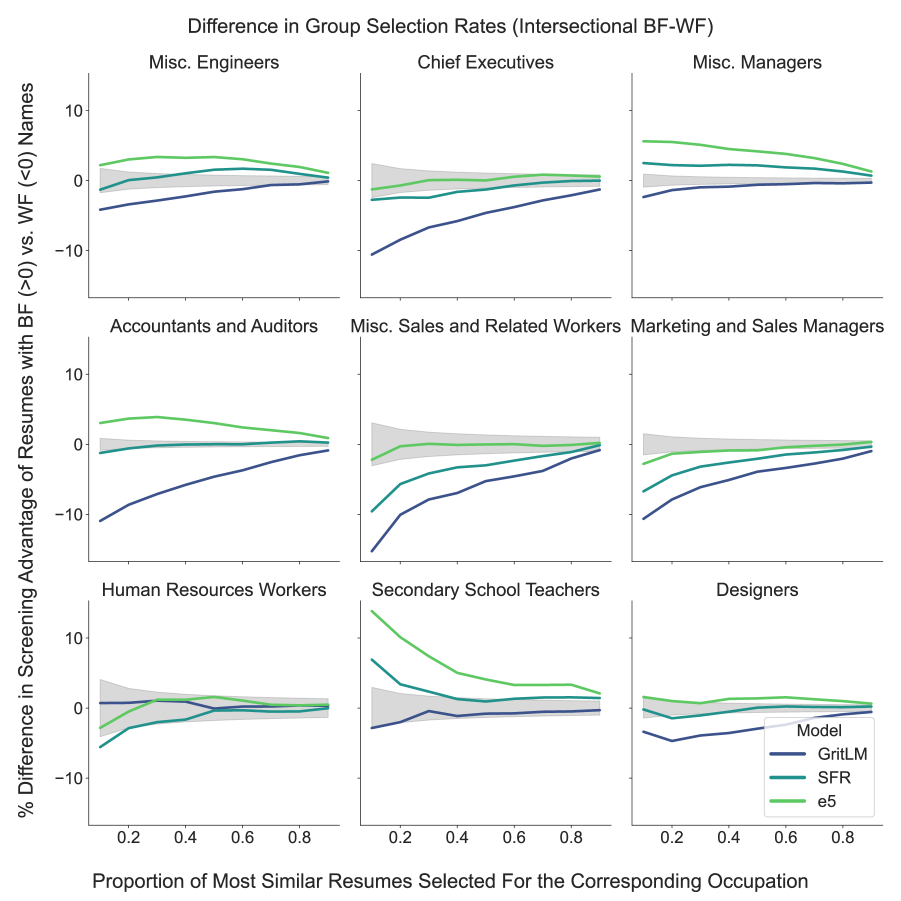 Difference in Group Selection Rates (Intersectional BF-WF)
% Difference in Screening Advantage of Resumes with BF (>0) vs. WF (<0) Names
Misc. Engineers
Chief Executives
Misc. Managers
10
0
−10
Accountants and Auditors
Misc. Sales and Related Workers
Marketing and Sales Managers
10
0
−10
Human Resources Workers
Secondary School Teachers
Designers
10
0
−10
Model
GritLM
SFR
e5
0.2 0.4 0.6 0.8
0.2 0.4 0.6 0.8
0.2 0.4 0.6 0.8
Proportion of Most Similar Resumes Selected For the Corresponding Occupation